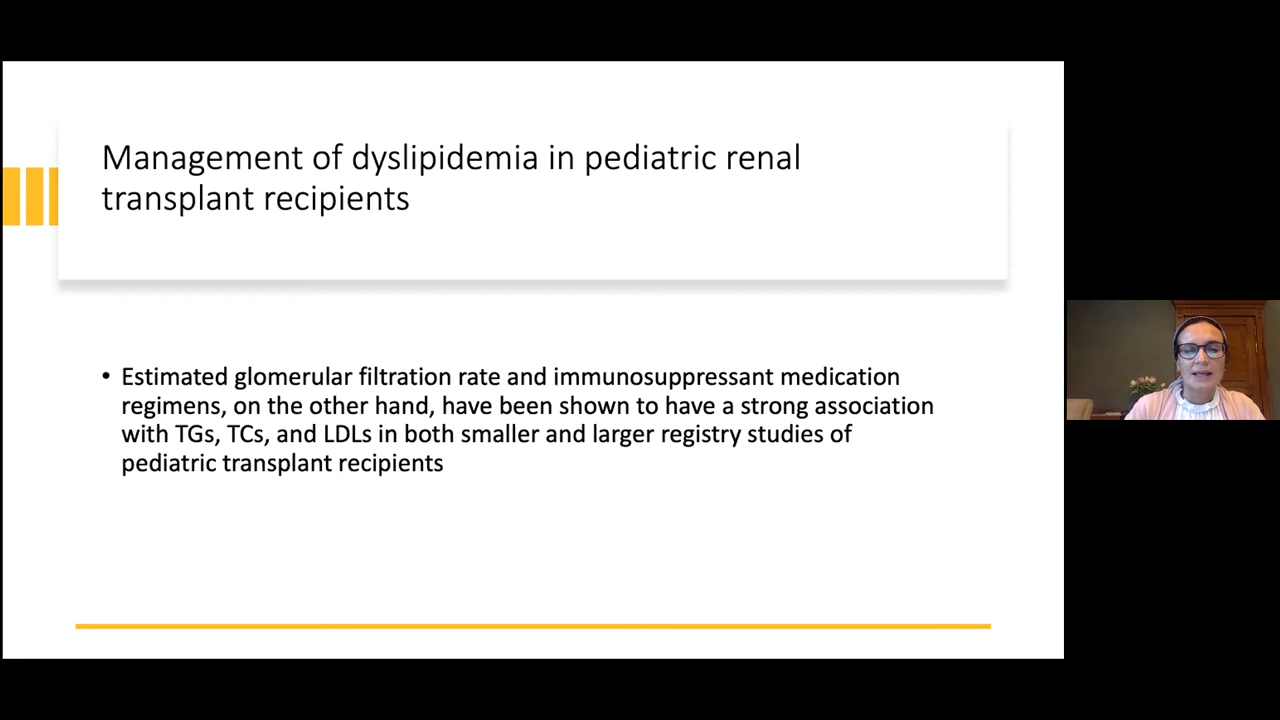 Management of dyslipidemia in pediatric renal
transplant recipients
• Estimated glomerular filtration rate and immunosuppressant medication
regimens, on the other hand, have been shown to have a strong association
with TGs, TCs, and LDLs in both smaller and larger registry studies of
pediatric transplant recipients